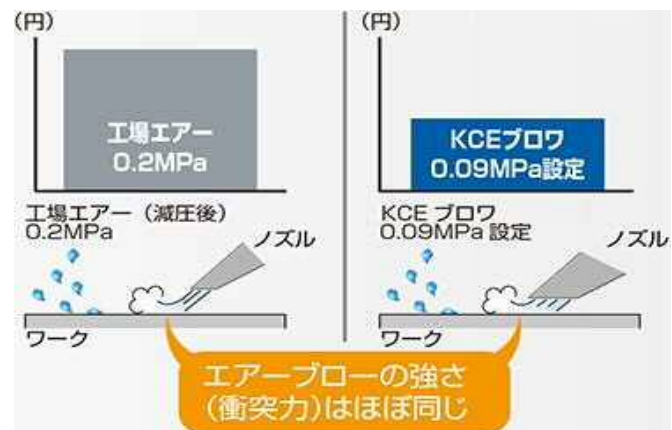 (円)
工場エアー
0.2MPa
工場エアー（減圧後）
0.2MPa
ノズル
ワーク
(円)
KCEブロワ
0.09MPa設定
KCE ブロワ
0.09MPa 設定
ノズル
ワーク
エアーブローの強さ
(衝突力)はほぼ同じ